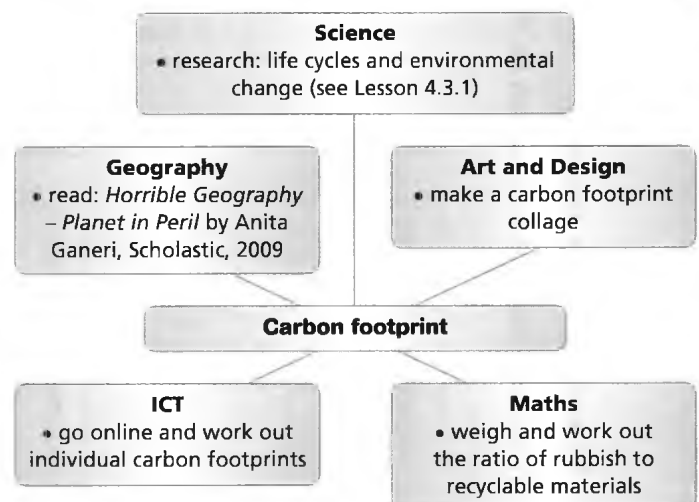 Science
• research: life cycles and environmental
change (see Lesson 4.3.1)
Geography
• read: Horrible Geography
– Planet in Peril by Anita
Ganeri, Scholastic, 2009
Art and Design
• make a carbon footprint
collage
Carbon footprint
ICT
• go online and work out
individual carbon footprints
Maths
• weigh and work out
the ratio of rubbish to
recyclable materials